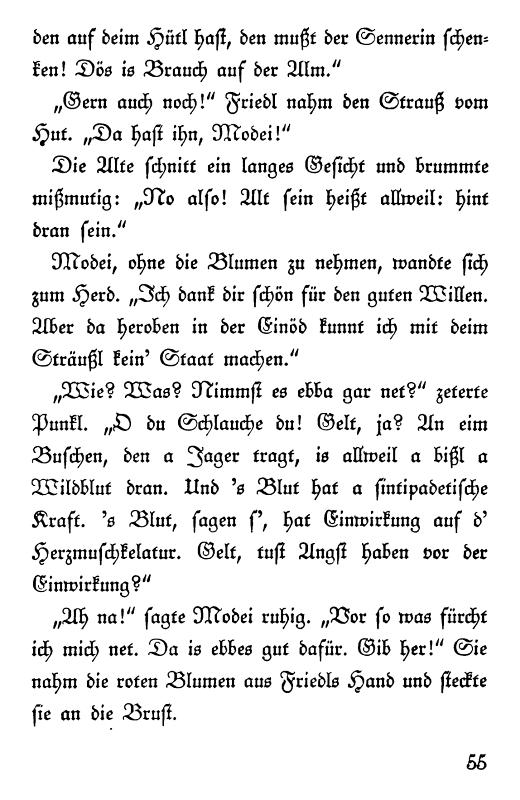 den auf deim Hütl hast, den mußt der Sennerin schen-
ken! Dös is Brauch auf der Alm.“
„Gern auch noch!“ Friedl nahm den Strauß vom
Hut. „Da hast ihn, Modei!“
Die Alte schnitt ein langes Gesicht und brummte
mißmutig: „No also! Alt sein heißt allweil: hint
dran sein.“
Modei, ohne die Blumen zu nehmen, wandte sich
zum Herd. „Ich dank dir schön für den guten Willen.
Aber da heroben in der Einöd kunnt ich mit deim
Sträußl kein’ Staat machen.“
„Wie? Was? Nimmst es ebba gar net?“ zeterte
Punkl. „O du Schlauche du! Gelt, ja? An eim
Buschen, den a Jager tragt, is allweil a bißl a
Wildblut dran. Und ’s Blut hat a sintipadetische
Kraft. ’s Blut, sagen s’, hat Einwirkung auf d’
Herzmuschkelatur. Gelt, tust Angst haben vor der
Einwirkung?“
„Ah na!“ sagte Modei ruhig. „Vor so was fürcht
ich mich net. Da is ebbes gut dafür. Gib her!“ Sie
nahm die roten Blumen aus Friedls Hand und steckte
sie an die Brust.
55